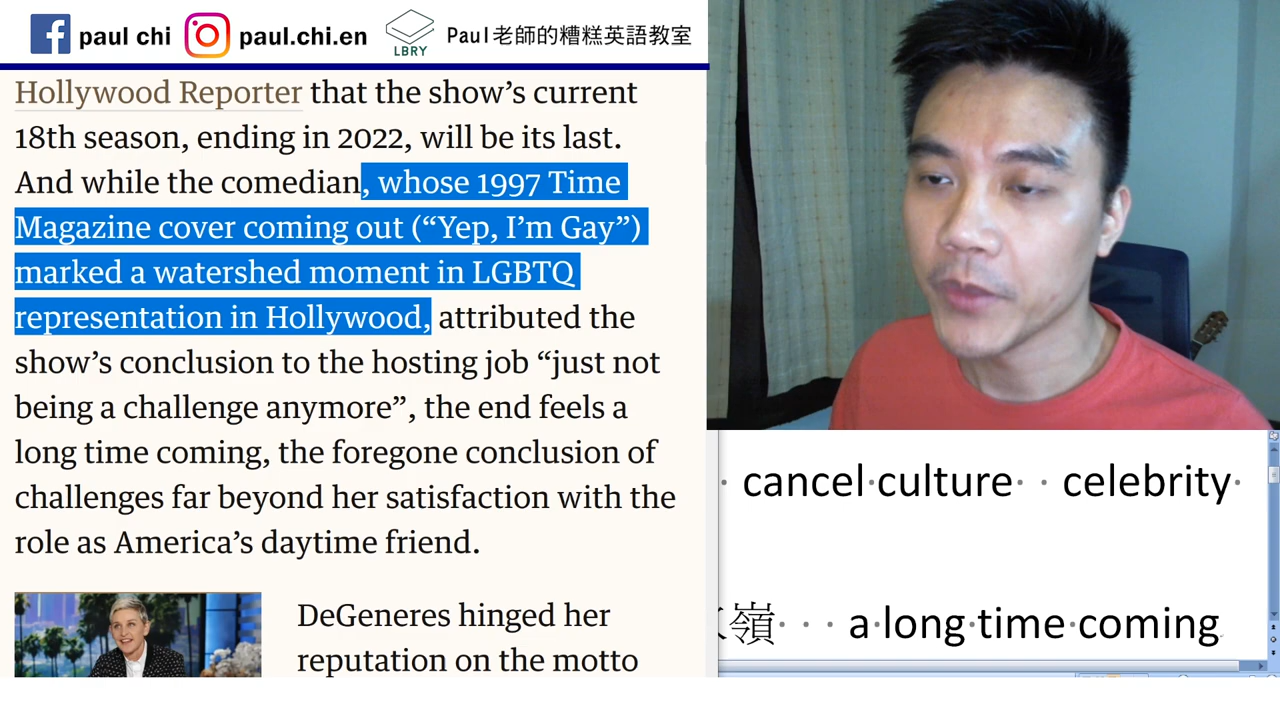 paul chi paul.chi.en LBRY Paul老師的糟糕英語教室
Hollywood Reporter that the show’s current
18th season, ending in 2022, will be its last.
And while the comedian, whose 1997 Time
Magazine cover coming out (“Yep, I’m Gay”)
marked a watershed moment in LGBTQ
representation in Hollywood, attributed the
show’s conclusion to the hosting job “just not
being a challenge anymore”, the end feels a
long time coming, the foregone conclusion of
challenges far beyond her satisfaction with the
role as America’s daytime friend.
DeGeneres hinged her
reputation on the motto
cancel culture celebrity
嶺 a long time coming